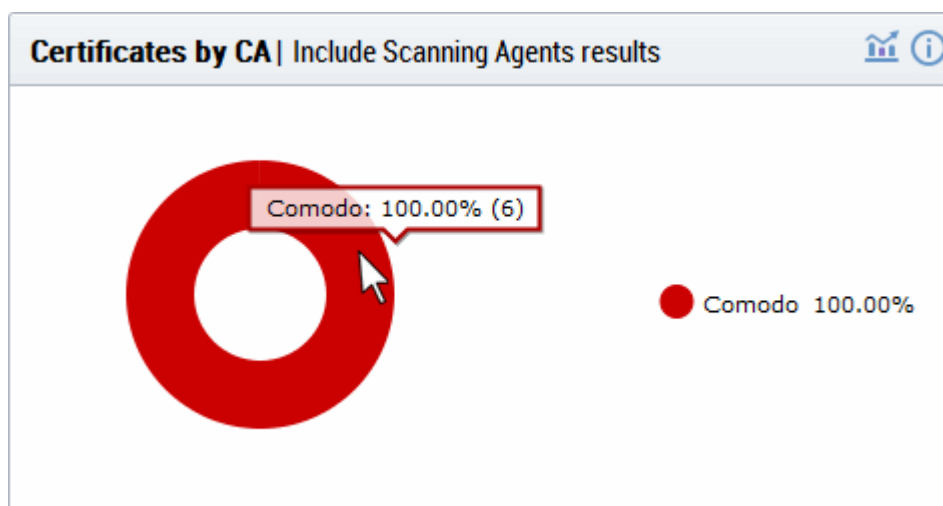 Certificates by CA | Include Scanning Agents results
Comodo: 100.00% (6)
Comodo 100.00%